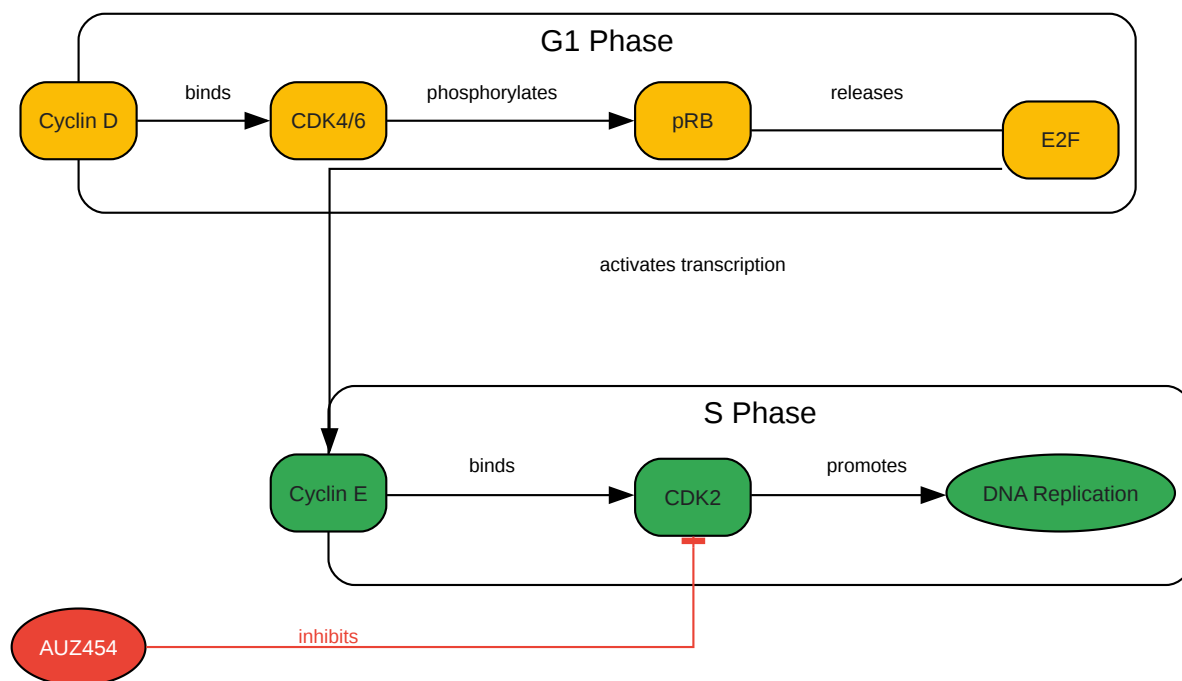 G1 Phase
binds
phosphorylates
releases
Cyclin D
CDK4/6
pRB
E2F
activates transcription
S Phase
binds
promotes
Cyclin E
CDK2
DNA Replication
inhibits
AUZ454